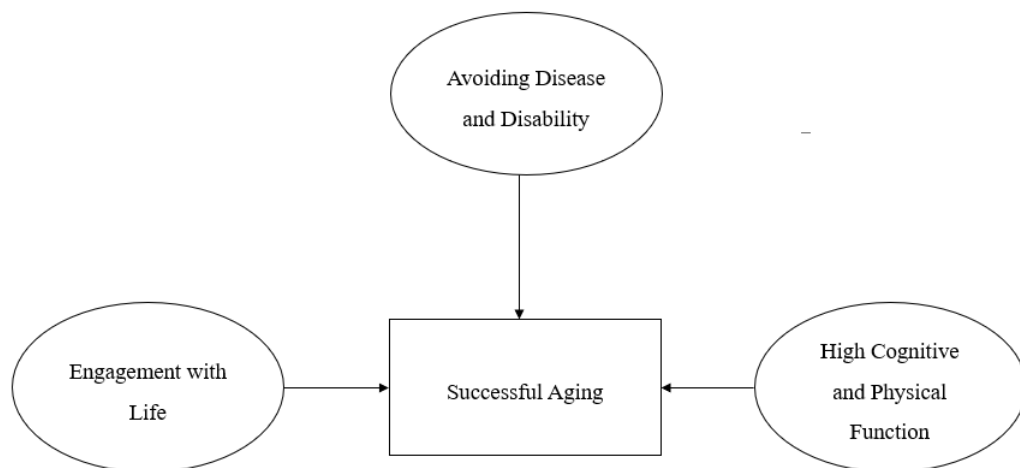 Avoiding Disease
and Disability
Engagement with
Life
Successful Aging
High Cognitive
and Physical
Function